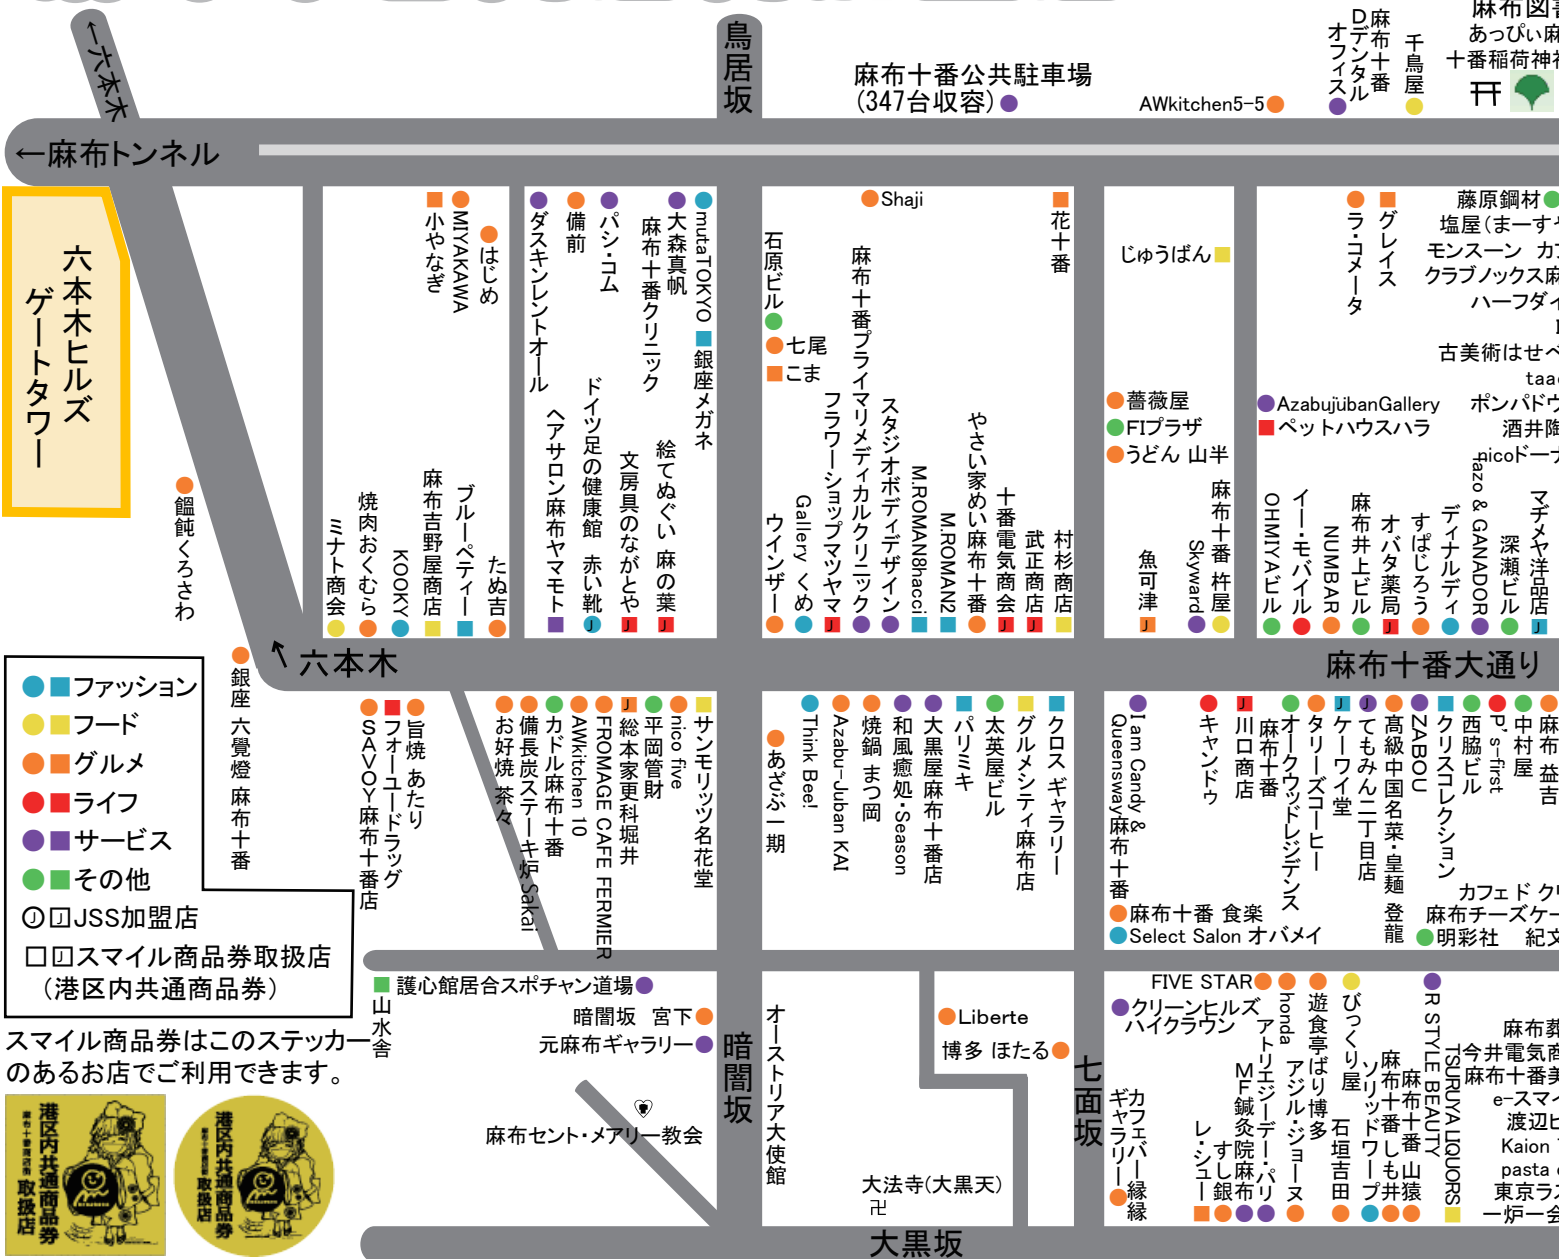 ←六本木
鳥居坂
麻布十番公共駐車場
(347台収容)
AWkitchen5-5
麻布十番
Dデンタル
オフィス
千鳥屋
麻布図書
あっぴぃ麻
十番稲荷神社
←麻布トンネル
六本木ヒルズ
ゲートタワー
小やなぎ
MIYAKAWA
はじめ
ダスキンレントオール
備前
パシ・コム
麻布十番クリニック
大森真帆
mutaTOKYO
銀座メガネ
石原ビル
七尾
こま
Shaji
花十番
じゅうばん
ラ・コメータ
グレイス
藤原鋼材
塩屋(まーすや
モンスーン カフ
クラブノックス麻
ハーフダイ
古美術はせべ
taac
ポンパドウ
酒井陶
nicoドーナ
薔薇屋
FIプラザ
うどん 山半
AzabujubanGallery
ペットハウスハラ
饂飩くろさわ
ミナト商会
焼肉おくむら
KOOKY
麻布吉野屋商店
ブルーペティー
たぬ吉
ヘアサロン麻布ヤマモト
ドイツ足の健康館 赤い靴
文房具のながとや
絵てぬぐい 麻の葉
ウインザー
Gallery くめ
フラワーショップマツヤマ
麻布十番プライマリメディカルクリニック
スタジオボディデザイン
M.ROMAN8hacci
M.ROMAN2
やさい家めい麻布十番
十番電気商会
武正商店
村杉商店
魚可津
Skyward
麻布十番 杵屋
OHMIYAビル
イー・モバイル
NUMBAR
麻布井上ビル
オバタ薬局
すぱじろう
ディナルディ
fazo & GANADOR
深瀬ビル
マヂメヤ洋品店
↑六本木
麻布十番大通り
ファッション
フード
グルメ
ライフ
サービス
その他
JJJSS加盟店
Jスマイル商品券取扱店
(港区内共通商品券)
スマイル商品券はこのステッカー
のあるお店でご利用できます。
港区内共通商品券
麻布十番商店街 取扱店
港区内共通商品券
取扱店
銀座 六覺燈 麻布十番
SAVOY麻布十番店
フォーユードラッグ
旨焼 あたり
お好焼 茶々
備長炭ステーキ炉 Sakai
カドル麻布十番
AWkitchen 10
FROMAGE CAFE FERMIER
総本家更科堀井
平岡管財
nico five
サンモリッツ名花堂
あざぶ一期
Think Bee!
Azabu-Juban KAI
焼鍋 まつ岡
和風癒処・Season
大黒屋麻布十番店
パリミキ
太英屋ビル
グルメシティ麻布店
クロス ギャラリー
I am Candy &
Queensway麻布十番
キャンドゥ
川口商店
麻布十番
オークウッドレジデンス
タリーズコーヒー
ケーワイ堂
てもみん二丁目店
髙級中国名菜・皇麺 登龍
ZABOU
クリスコレクション
西脇ビル
P's-first
中村屋
麻布 益吉
麻布十番 食楽
Select Salon オバメイ
カフェド クリ
麻布チーズケー
明彩社
紀文
山水舎
護心館居合スポチャン道場
暗闇坂 宮下
元麻布ギャラリー
麻布セント・メアリー教会
暗闇坂
オーストリア大使館
Liberte
博多 ほたる
大法寺(大黒天)
卍
七面坂
大黒坂
FIVE STAR
クリーンヒルズ
ハイクラウン
カフェバー縁縁
ギャラリー
レ・シュー
すし銀
MF鍼灸院麻布
アトリエジーデー・パリ
honda
アジル・ジョーヌ
遊食亭ばり博多
びっくり屋
石垣吉田
ソリッドワープ
麻布十番 しも井
麻布十番 山猿
R STYLE BEAUTY
TSURUYA LIQUORS
麻布葬
今井電気商
麻布十番美
e-スマイ
渡辺ビ
Kaion
pasta
東京ラス
一炉一会